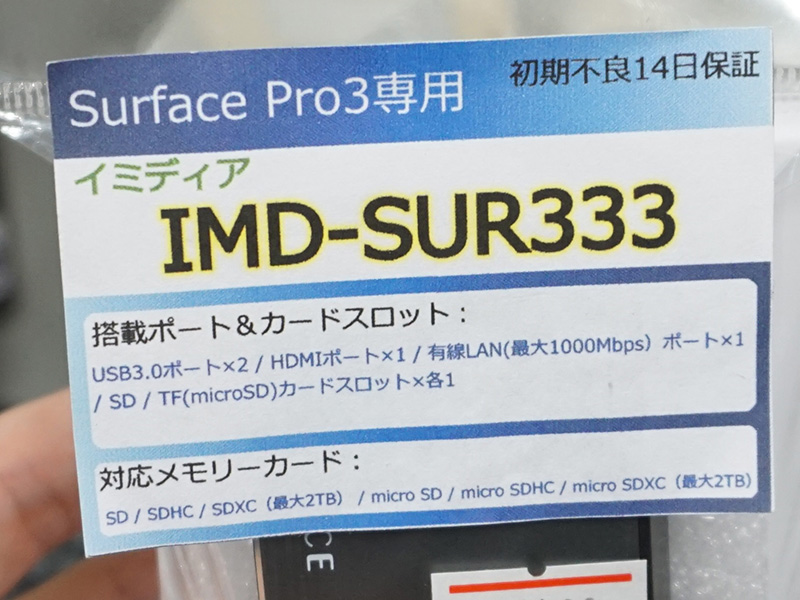 Surface Pro3専用
初期不良14日保証
イミディア
IMD-SUR333
搭載ポート＆カードスロット：
USB3.0ポート×2 / HDMIポート×1 / 有線LAN(最大1000Mbps）ポート×1
/ SD / TF(microSD)カードスロット×各1
対応メモリーカード：
SD / SDHC / SDXC（最大2TB） / micro SD / micro SDHC / micro SDXC（最大2TB）